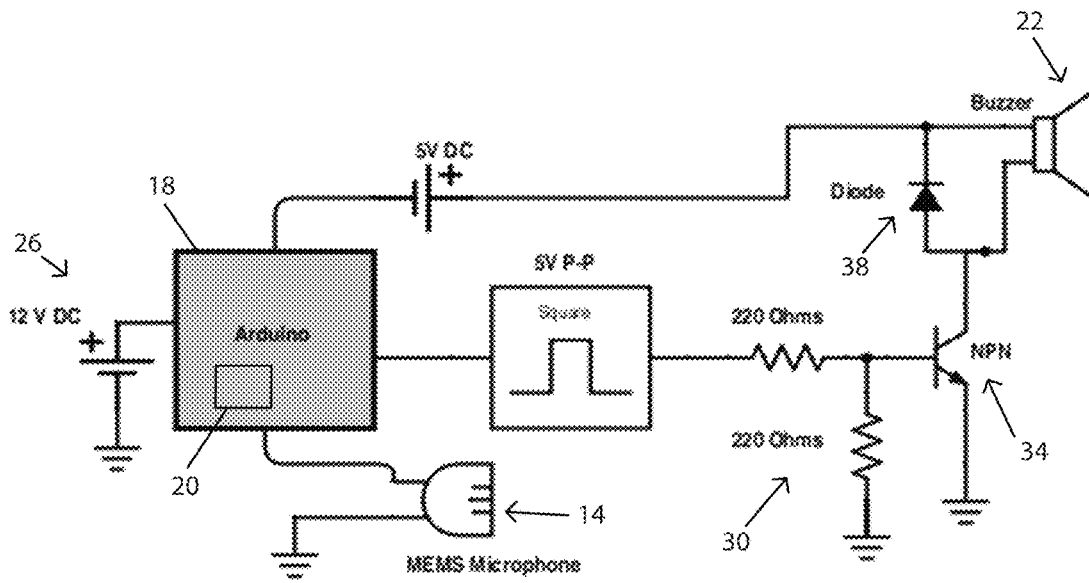 22
Buzzer
5V DC
+
18
Diode
26
38
5V P-P
12 V DC
+
Arduino
Square
220 Ohms
NPN
220 Ohms
34
20
14
30
MEMS Microphone